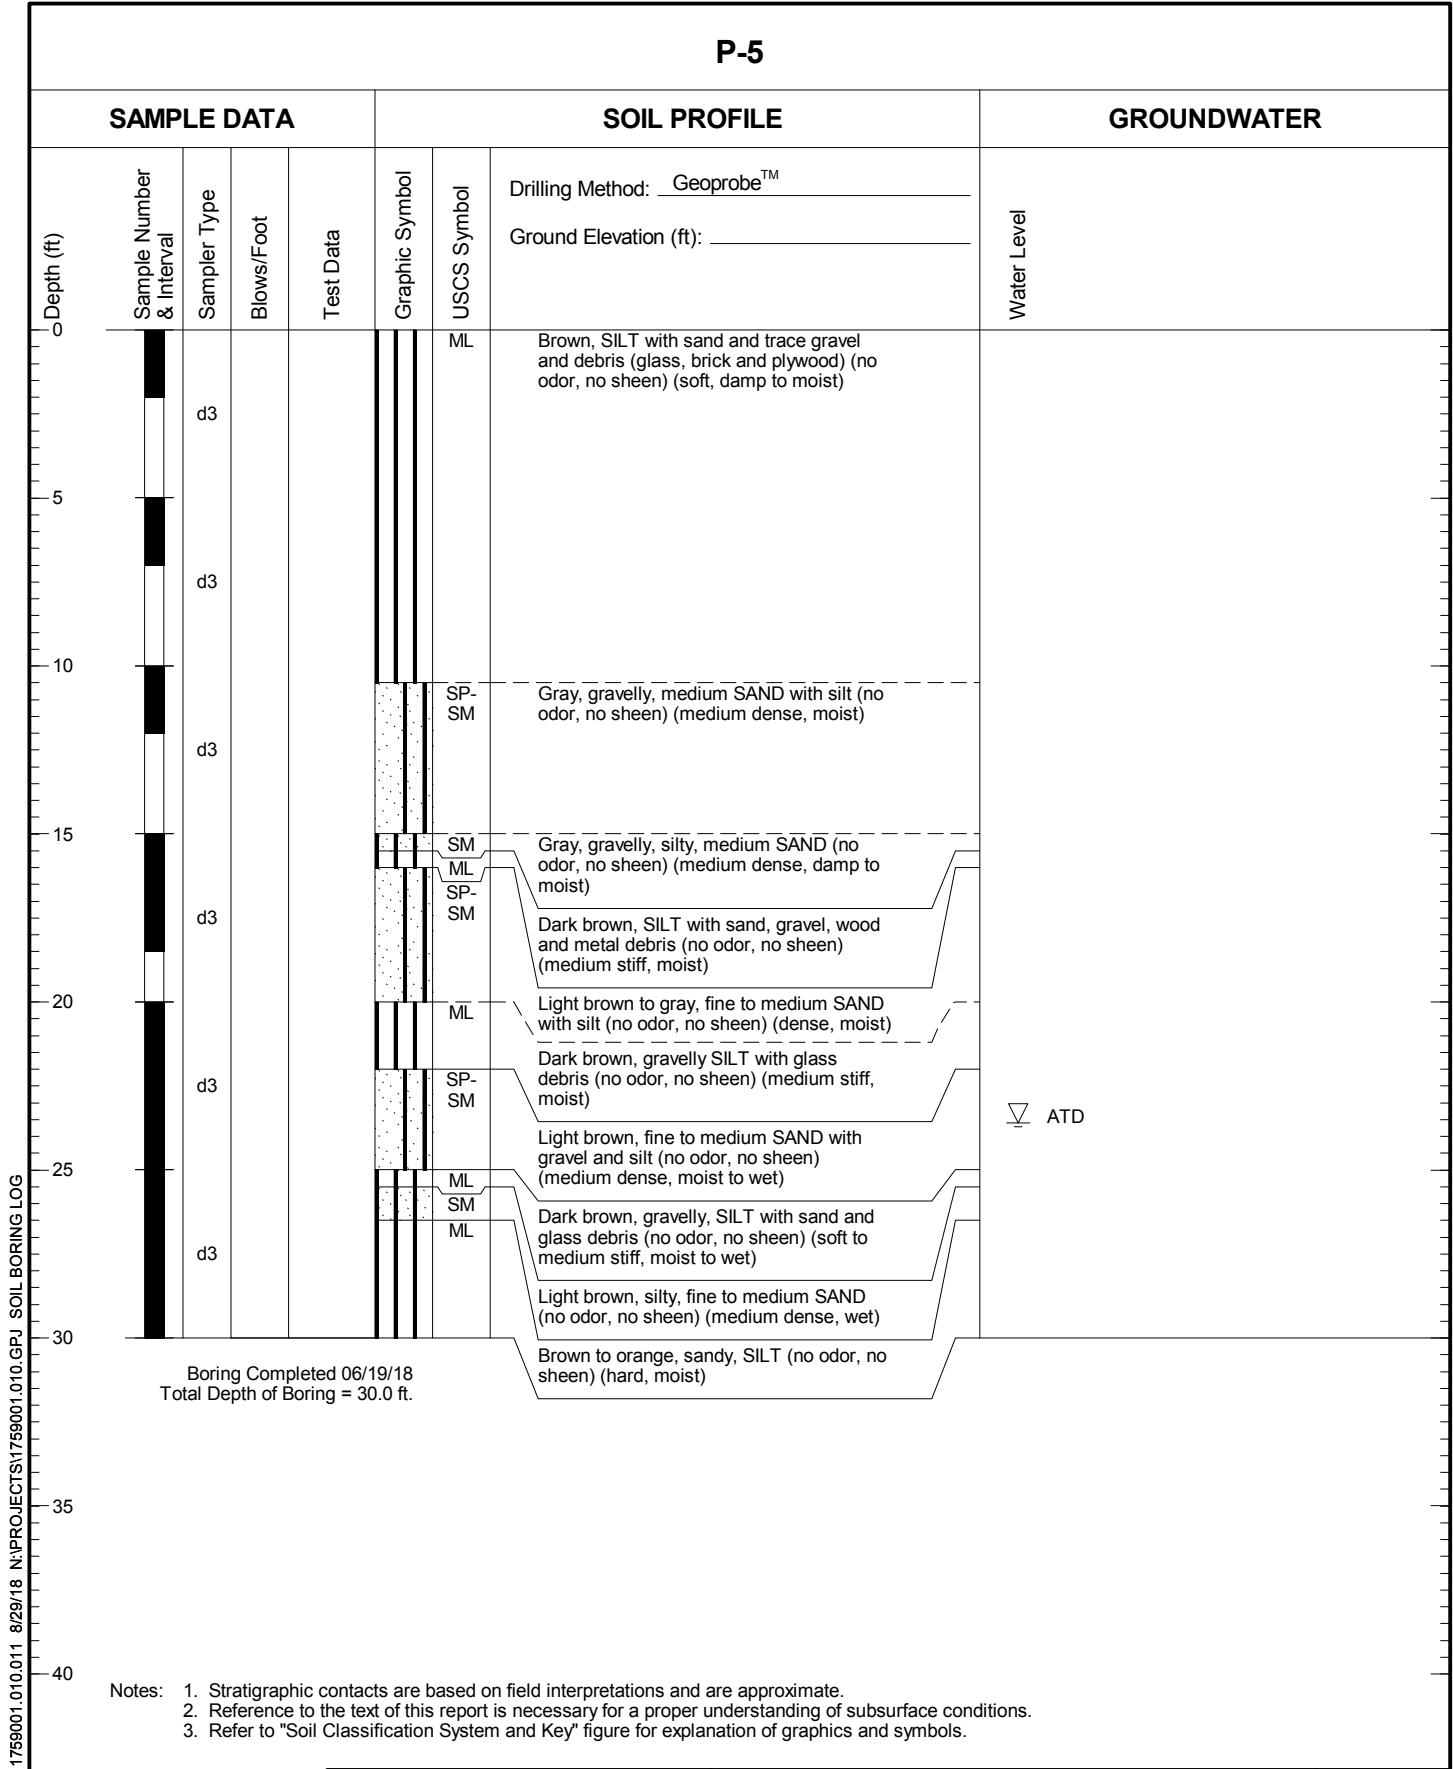 P-5
SAMPLE DATA
SOIL PROFILE
GROUNDWATER
Depth (ft)
Sample Number
& Interval
Sampler Type
Blows/Foot
Test Data
Graphic Symbol
USCS Symbol
Drilling Method: Geoprobe™
Ground Elevation (ft):
Water Level
0
ML
Brown, SILT with sand and trace gravel
and debris (glass, brick and plywood) (no
odor, no sheen) (soft, damp to moist)
d3
5
d3
10
SP-
SM
Gray, gravelly, medium SAND with silt (no
odor, no sheen) (medium dense, moist)
d3
15
SM
Gray, gravelly, silty, medium SAND (no
odor, no sheen) (medium dense, damp to
moist)
ML
SP-
SM
d3
Dark brown, SILT with sand, gravel, wood
and metal debris (no odor, no sheen)
(medium stiff, moist)
20
ML
Light brown to gray, fine to medium SAND
with silt (no odor, no sheen) (dense, moist)
Dark brown, gravelly SILT with glass
debris (no odor, no sheen) (medium stiff,
moist)
d3
SP-
SM
ATD
Light brown, fine to medium SAND with
gravel and silt (no odor, no sheen)
(medium dense, moist to wet)
25
ML
SM
ML
Dark brown, gravelly, SILT with sand and
glass debris (no odor, no sheen) (soft to
medium stiff, moist to wet)
d3
Light brown, silty, fine to medium SAND
(no odor, no sheen) (medium dense, wet)
30
Brown to orange, sandy, SILT (no odor, no
sheen) (hard, moist)
Boring Completed 06/19/18
Total Depth of Boring = 30.0 ft.
35
40
Notes: 1. Stratigraphic contacts are based on field interpretations and are approximate.
2. Reference to the text of this report is necessary for a proper understanding of subsurface conditions.
3. Refer to "Soil Classification System and Key" figure for explanation of graphics and symbols.
1759001.010.011 8/29/18 N:\PROJECTS\1759001.010.GPJ SOIL BORING LOG